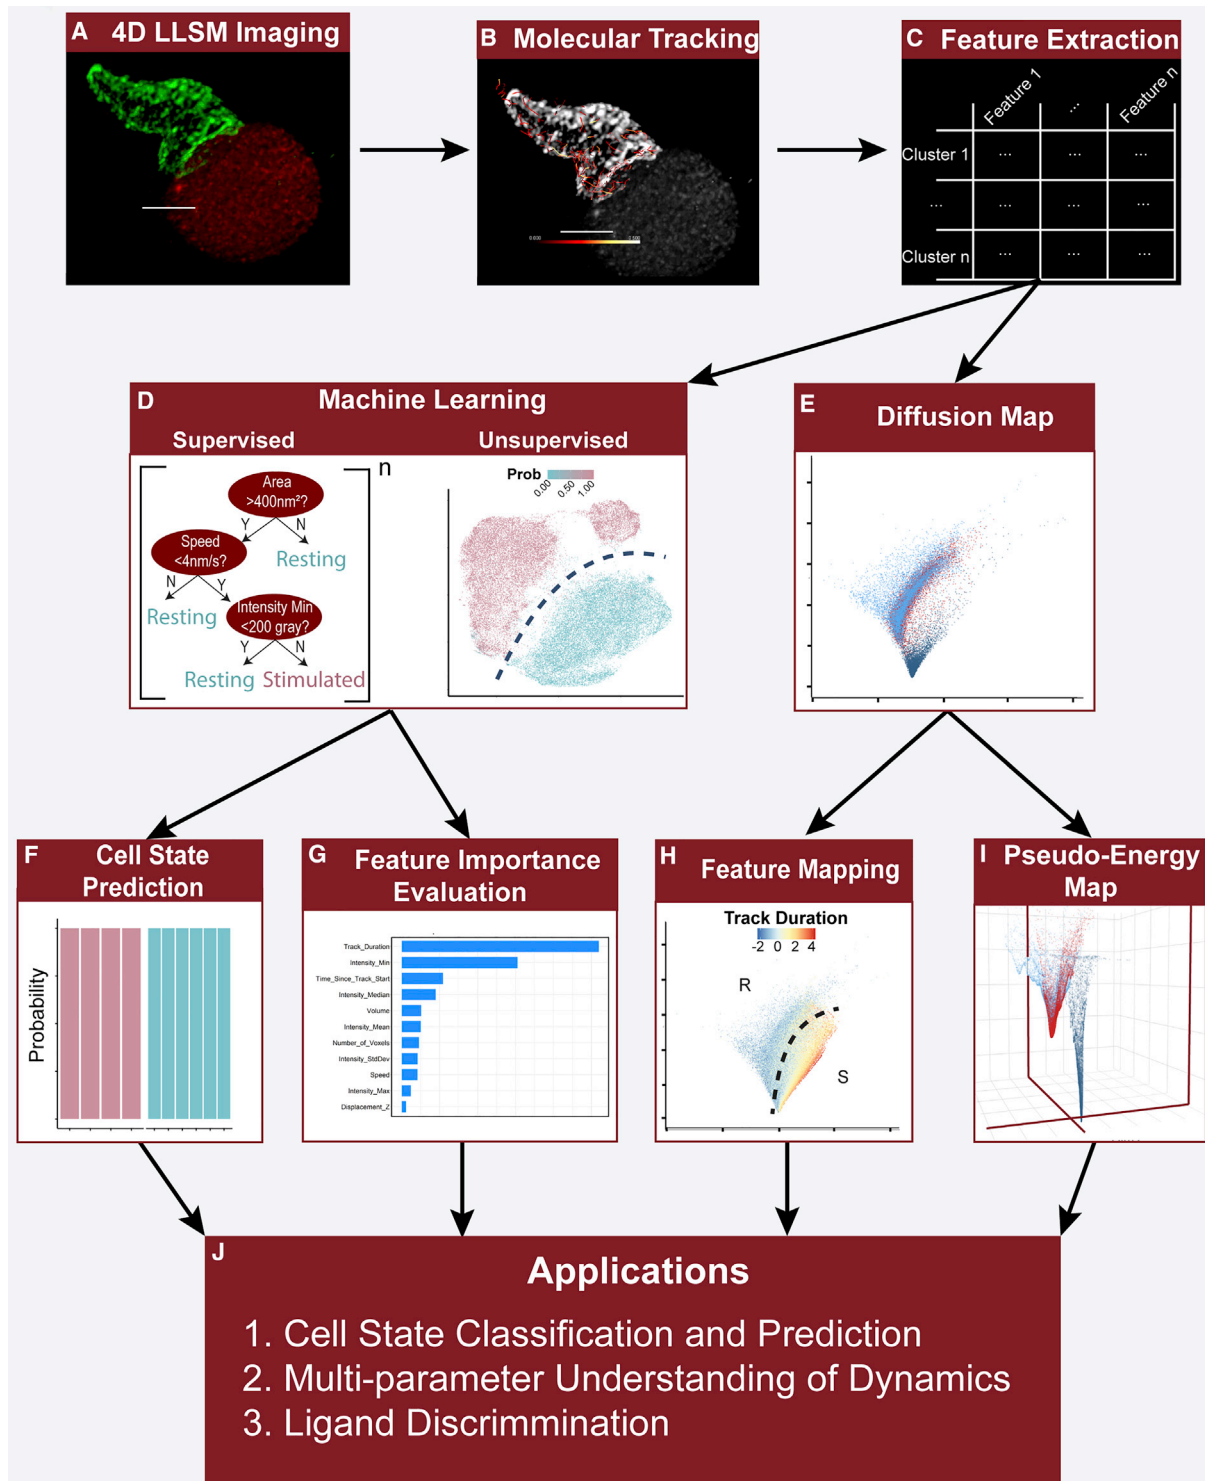 A 4D LLSM Imaging
B Molecular Tracking
C Feature Extraction
Feature 1 ... Feature n
Cluster 1 ... ... ...
... ... ... ...
Cluster n ... ... ...
D Machine Learning
Supervised
Unsupervised
n
Area
>400nm²?
Y N
Speed
<4nm/s?
Resting
N Y
Resting
Intensity Min
<200 gray?
Y N
Resting Stimulated
Prob
0.00 0.50 1.00
E Diffusion Map
F Cell State
Prediction
Probability
G Feature Importance
Evaluation
Track_Duration
Intensity_Min
Time_Since_Track_Start
Intensity_Median
Volume
Intensity_Mean
Number_of_Voxels
Intensity_StdDev
Speed
Intensity_Max
Displacement_Z
H Feature Mapping
Track Duration
-2 0 2 4
R
S
I Pseudo-Energy
Map
J
Applications
1. Cell State Classification and Prediction
2. Multi-parameter Understanding of Dynamics
3. Ligand Discrimmination